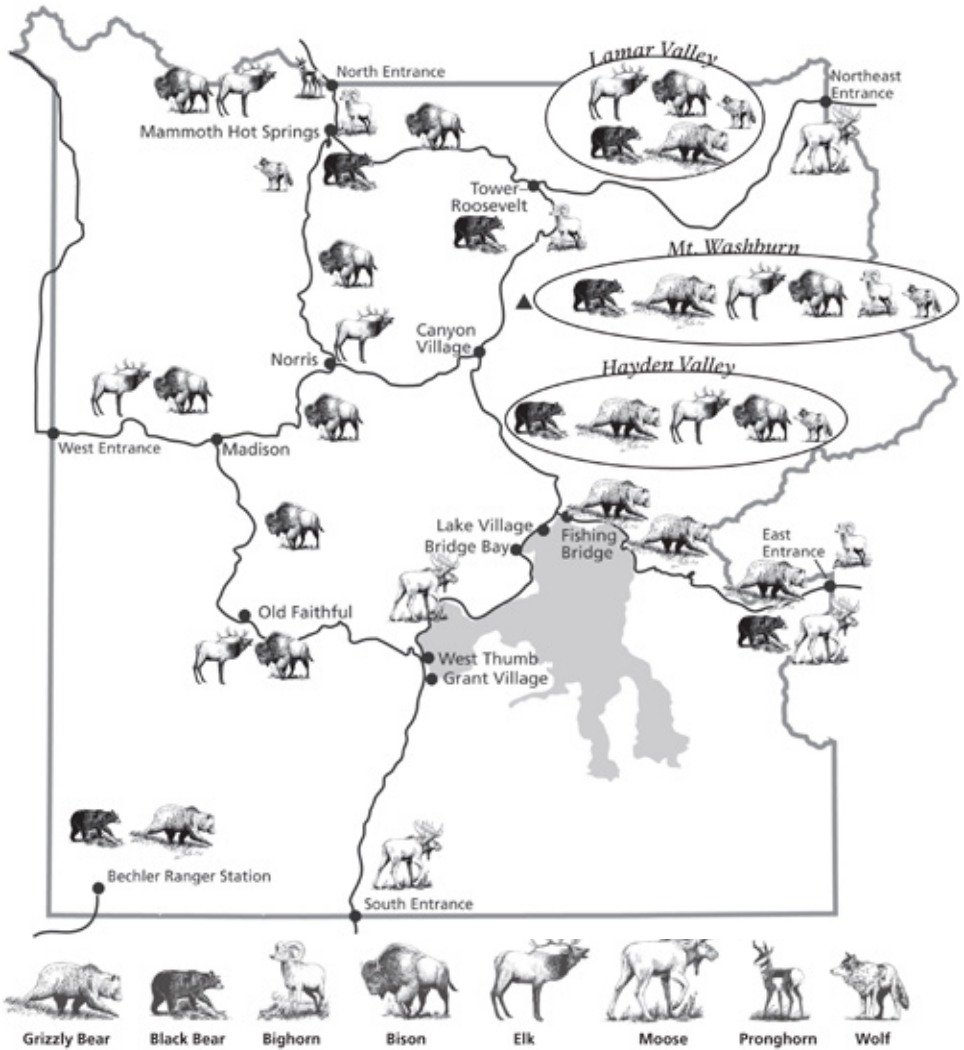 Lamar Valley
North Entrance
Northeast
Entrance
Mammoth Hot Springs
Tower–
Roosevelt
Mt. Washburn
Canyon
Village
Norris
Hayden Valley
West Entrance
Madison
Lake Village
Bridge Bay
Fishing
Bridge
East
Entrance
Old Faithful
West Thumb
Grant Village
Bechler Ranger Station
South Entrance
Grizzly Bear
Black Bear
Bighorn
Bison
Elk
Moose
Pronghorn
Wolf